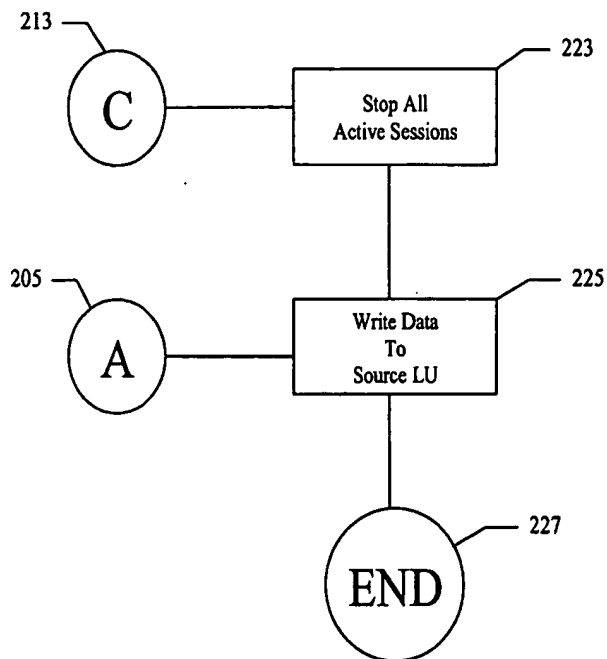 213
223
C
Stop All
Active Sessions
205
225
A
Write Data
To
Source LU
227
END